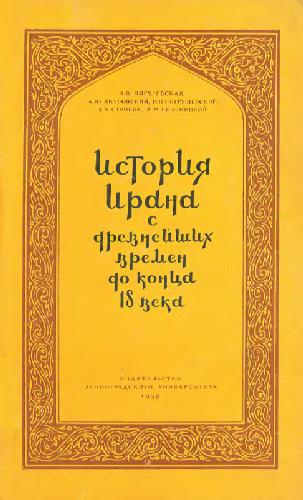 Н.В. ПИГУЛЕВСКАЯ,
А.Ю. ЯКУБОВСКИЙ, И.П. ПЕТРУШЕВСКИЙ,
Л.В. СТРОЕВА, А.М. БЕЛЕНИЦКИЙ
ИСТОРИЯ
ИРАНА
С
ДРЕВНЕЙШИХ
ВРЕМЕН
ДО КОНЦА
18 ВЕКА
ИЗДАТЕЛЬСТВО
ЛЕНИНГРАДСКОГО УНИВЕРСИТЕТА
1958